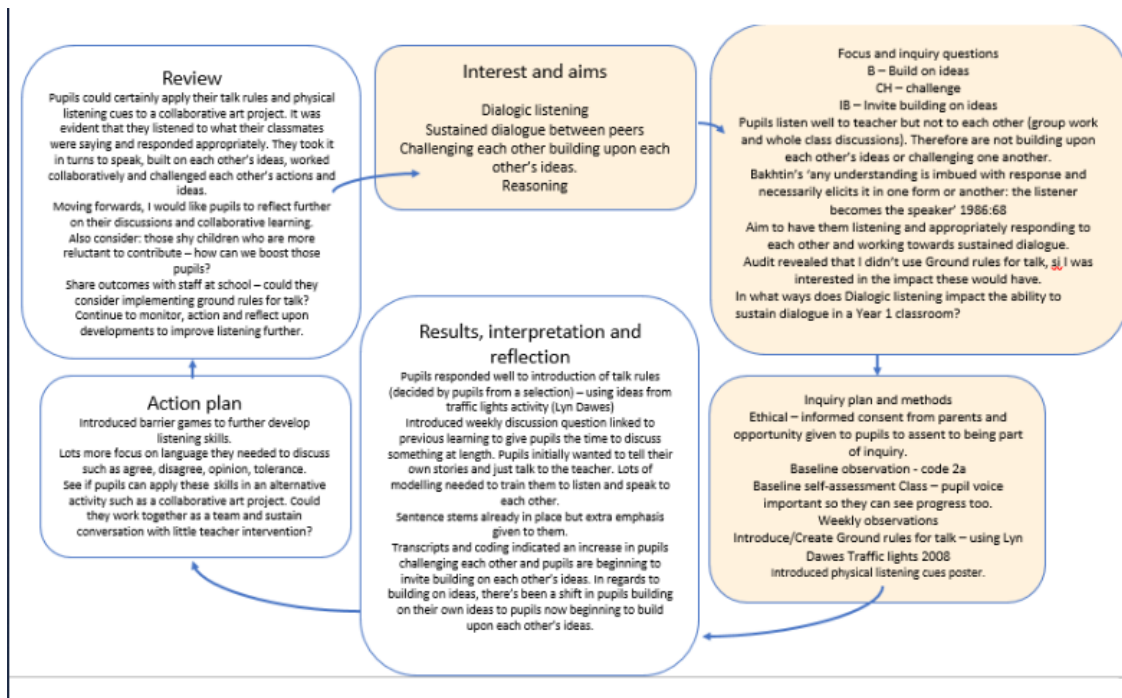 Review
Pupils could certainly apply their talk rules and physical
listening cues to a collaborative art project. It was
evident that they listened to what their classmates
were saying and responded appropriately. They took it
in turns to speak, built on each other's ideas, worked
collaboratively and challenged each other's actions and
ideas.
Moving forwards, I would like pupils to reflect further
on their discussions and collaborative learning.
Also consider: those shy children who are more
reluctant to contribute – how can we boost those
pupils?
Share outcomes with staff at school – could they
consider implementing ground rules for talk?
Continue to monitor, action and reflect upon
developments to improve listening further.
Interest and aims
Dialogic listening
Sustained dialogue between peers
Challenging each other building upon each
other's ideas.
Reasoning
Focus and inquiry questions
B – Build on ideas
CH – challenge
IB – Invite building on ideas
Pupils listen well to teacher but not to each other (group work
and whole class discussions). Therefore are not building upon
each other's ideas or challenging one another.
Bakhtin's 'any understanding is imbued with response and
necessarily elicits it in one form or another: the listener
becomes the speaker' 1986:68
Aim to have them listening and appropriately responding to
each other and working towards sustained dialogue.
Audit revealed that I didn't use Ground rules for talk, si I was
interested in the impact these would have.
In what ways does Dialogic listening impact the ability to
sustain dialogue in a Year 1 classroom?
Inquiry plan and methods
Ethical – informed consent from parents and
opportunity given to pupils to assent to being part
of inquiry.
Baseline observation - code 2a
Baseline self-assessment Class – pupil voice
important so they can see progress too.
Weekly observations
Introduce/Create Ground rules for talk – using Lyn
Dawes Traffic lights 2008
Introduced physical listening cues poster.
Results, interpretation and
reflection
Pupils responded well to introduction of talk rules
(decided by pupils from a selection) – using ideas from
traffic lights activity (Lyn Dawes)
Introduced weekly discussion question linked to
previous learning to give pupils the time to discuss
something at length. Pupils initially wanted to tell their
own stories and just talk to the teacher. Lots of
modelling needed to train them to listen and speak to
each other.
Sentence stems already in place but extra emphasis
given to them.
Transcripts and coding indicated an increase in pupils
challenging each other and pupils are beginning to
invite building on each other's ideas. In regards to
building on ideas, there's been a shift in pupils building
on their own ideas to pupils now beginning to build
upon each other's ideas.
Action plan
Introduced barrier games to further develop
listening skills.
Lots more focus on language they needed to discuss
such as agree, disagree, opinion, tolerance.
See if pupils can apply these skills in an alternative
activity such as a collaborative art project. Could
they work together as a team and sustain
conversation with little teacher intervention?